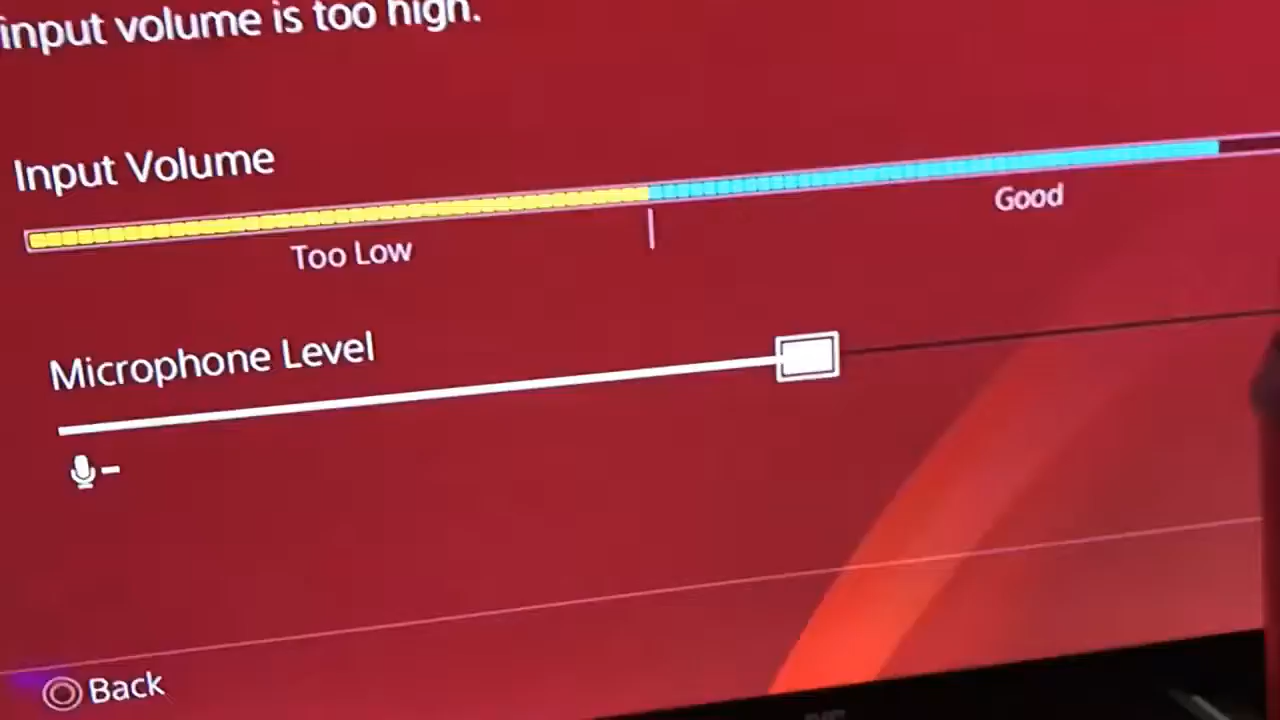 input volume is too high.
Input Volume
Too Low
Good
Microphone Level
Back